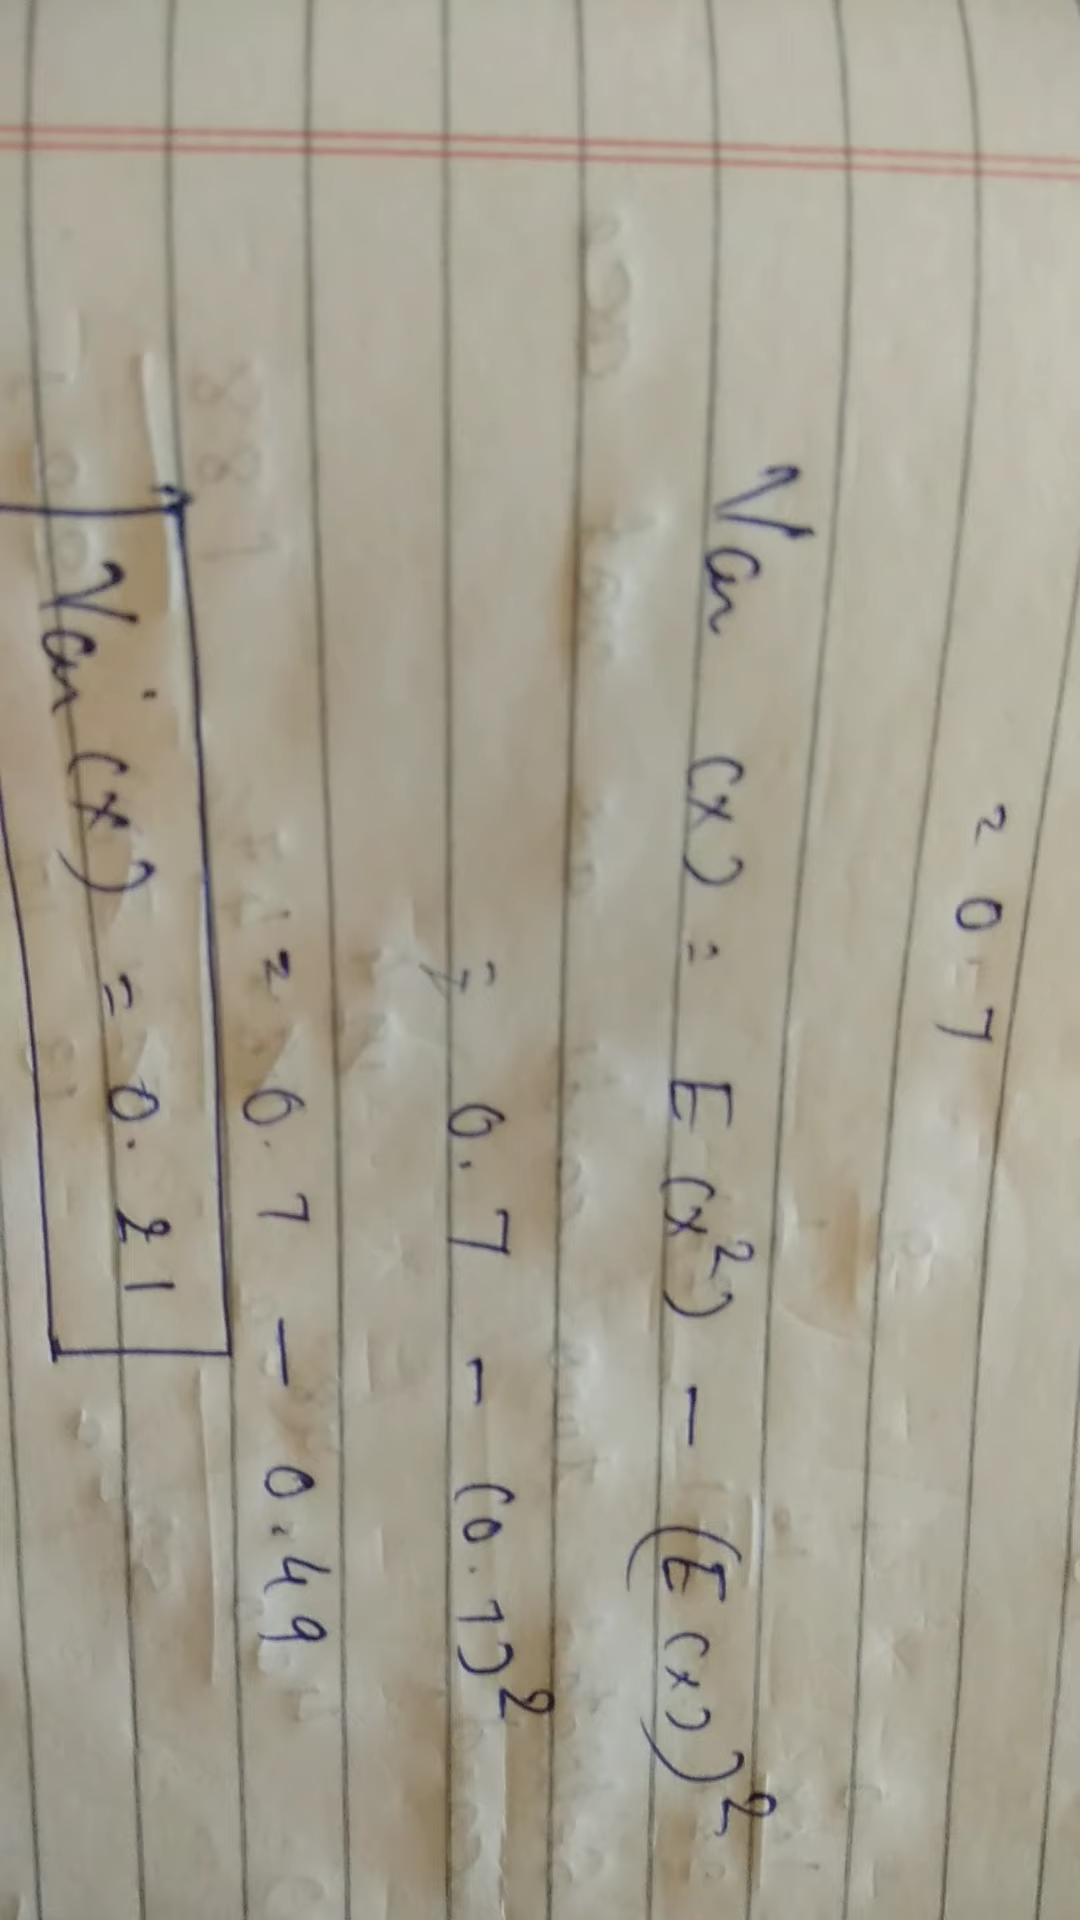 = 0.7
Var (x) = E(x²) - (E(x))²
= 0.7 - (0.7)²
= 0.7 - 0.49
Var (x) = 0.21